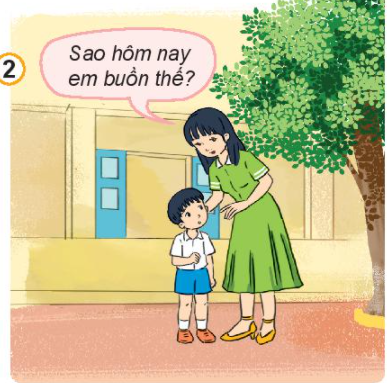 2
Sao hôm nay
em buồn thế?